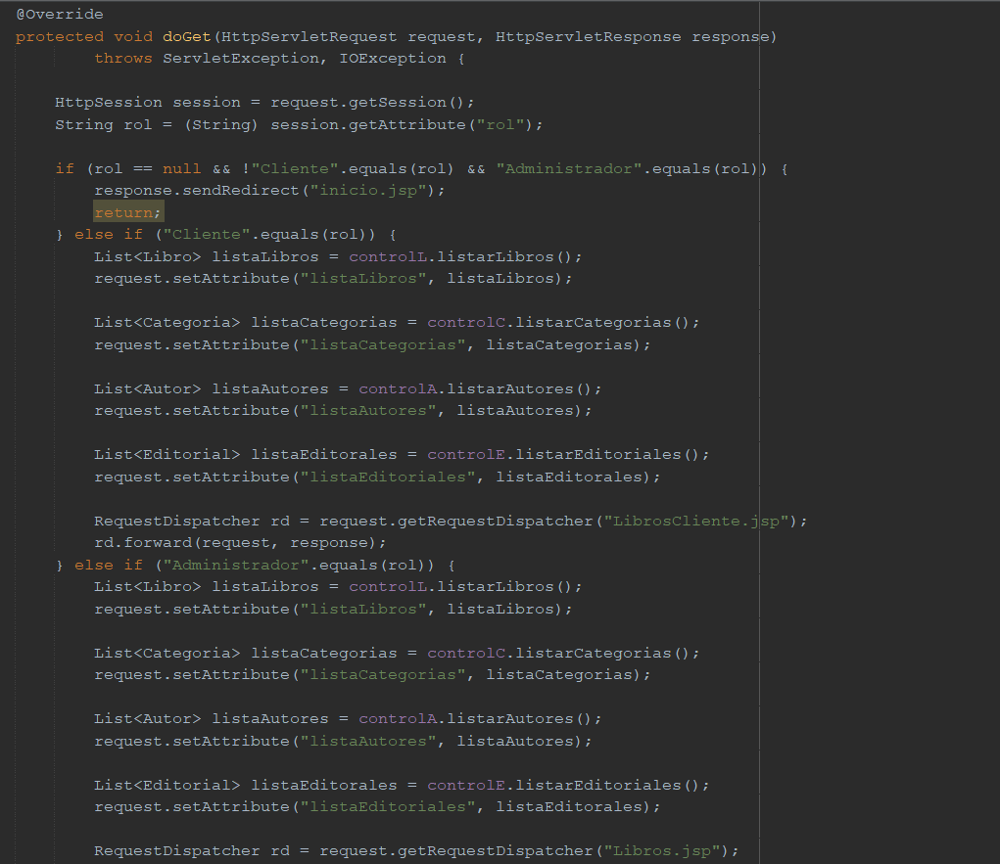 @Override
protected void doGet(HttpServletRequest request, HttpServletResponse response)
        throws ServletException, IOException {
    HttpSession session = request.getSession();
    String rol = (String) session.getAttribute("rol");
    if (rol == null && !"Cliente".equals(rol) && "Administrador".equals(rol)) {
        response.sendRedirect("inicio.jsp");
        return;
    } else if ("Cliente".equals(rol)) {
        List<Libro> listaLibros = controlL.listarLibros();
        request.setAttribute("listaLibros", listaLibros);
        List<Categoria> listaCategorias = controlC.listarCategorias();
        request.setAttribute("listaCategorias", listaCategorias);
        List<Autor> listaAutores = controlA.listarAutores();
        request.setAttribute("listaAutores", listaAutores);
        List<Editorial> listaEditorales = controlE.listarEditoriales();
        request.setAttribute("listaEditoriales", listaEditorales);
        RequestDispatcher rd = request.getRequestDispatcher("LibrosCliente.jsp");
        rd.forward(request, response);
    } else if ("Administrador".equals(rol)) {
        List<Libro> listaLibros = controlL.listarLibros();
        request.setAttribute("listaLibros", listaLibros);
        List<Categoria> listaCategorias = controlC.listarCategorias();
        request.setAttribute("listaCategorias", listaCategorias);
        List<Autor> listaAutores = controlA.listarAutores();
        request.setAttribute("listaAutores", listaAutores);
        List<Editorial> listaEditorales = controlE.listarEditoriales();
        request.setAttribute("listaEditoriales", listaEditorales);
        RequestDispatcher rd = request.getRequestDispatcher("Libros.jsp");